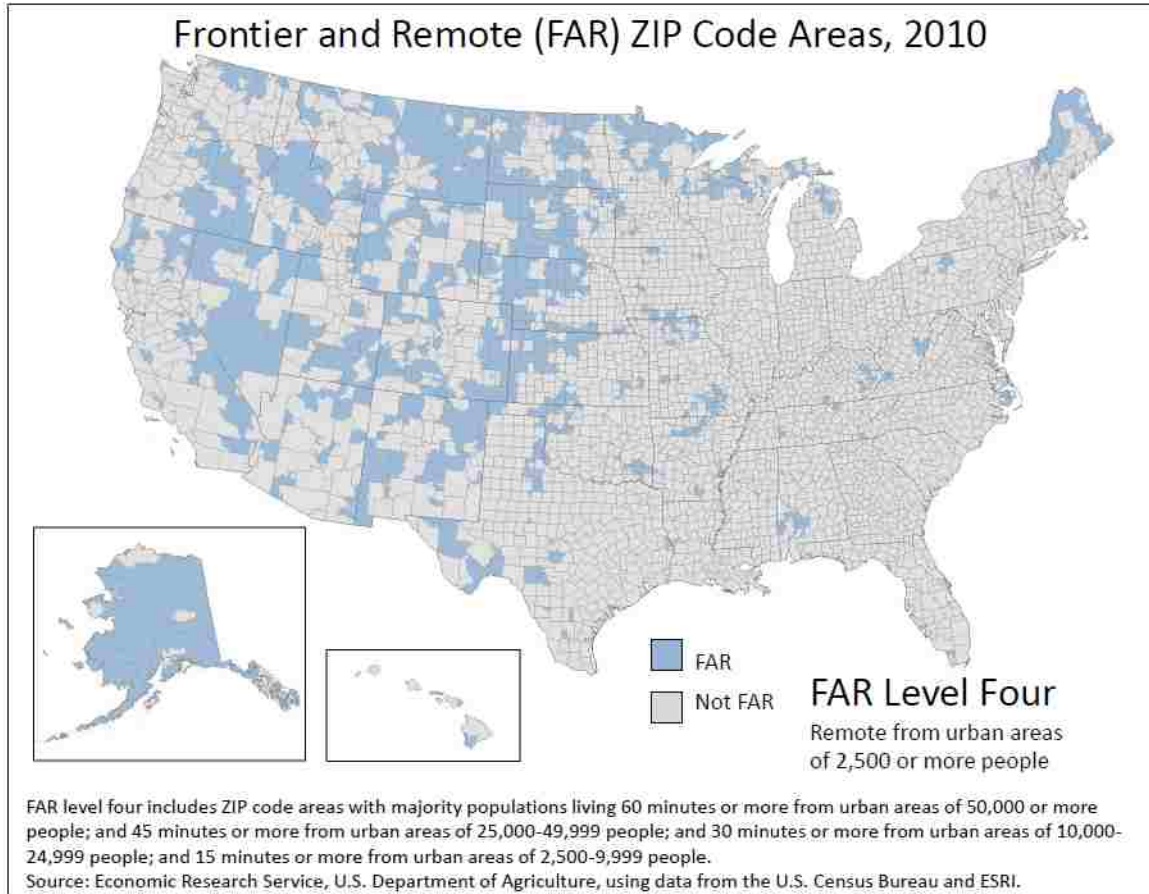 Frontier and Remote (FAR) ZIP Code Areas, 2010
FAR
Not FAR
FAR Level Four
Remote from urban areas
of 2,500 or more people
FAR level four includes ZIP code areas with majority populations living 60 minutes or more from urban areas of 50,000 or more
people; and 45 minutes or more from urban areas of 25,000-49,999 people; and 30 minutes or more from urban areas of 10,000-
24,999 people; and 15 minutes or more from urban areas of 2,500-9,999 people.
Source: Economic Research Service, U.S. Department of Agriculture, using data from the U.S. Census Bureau and ESRI.